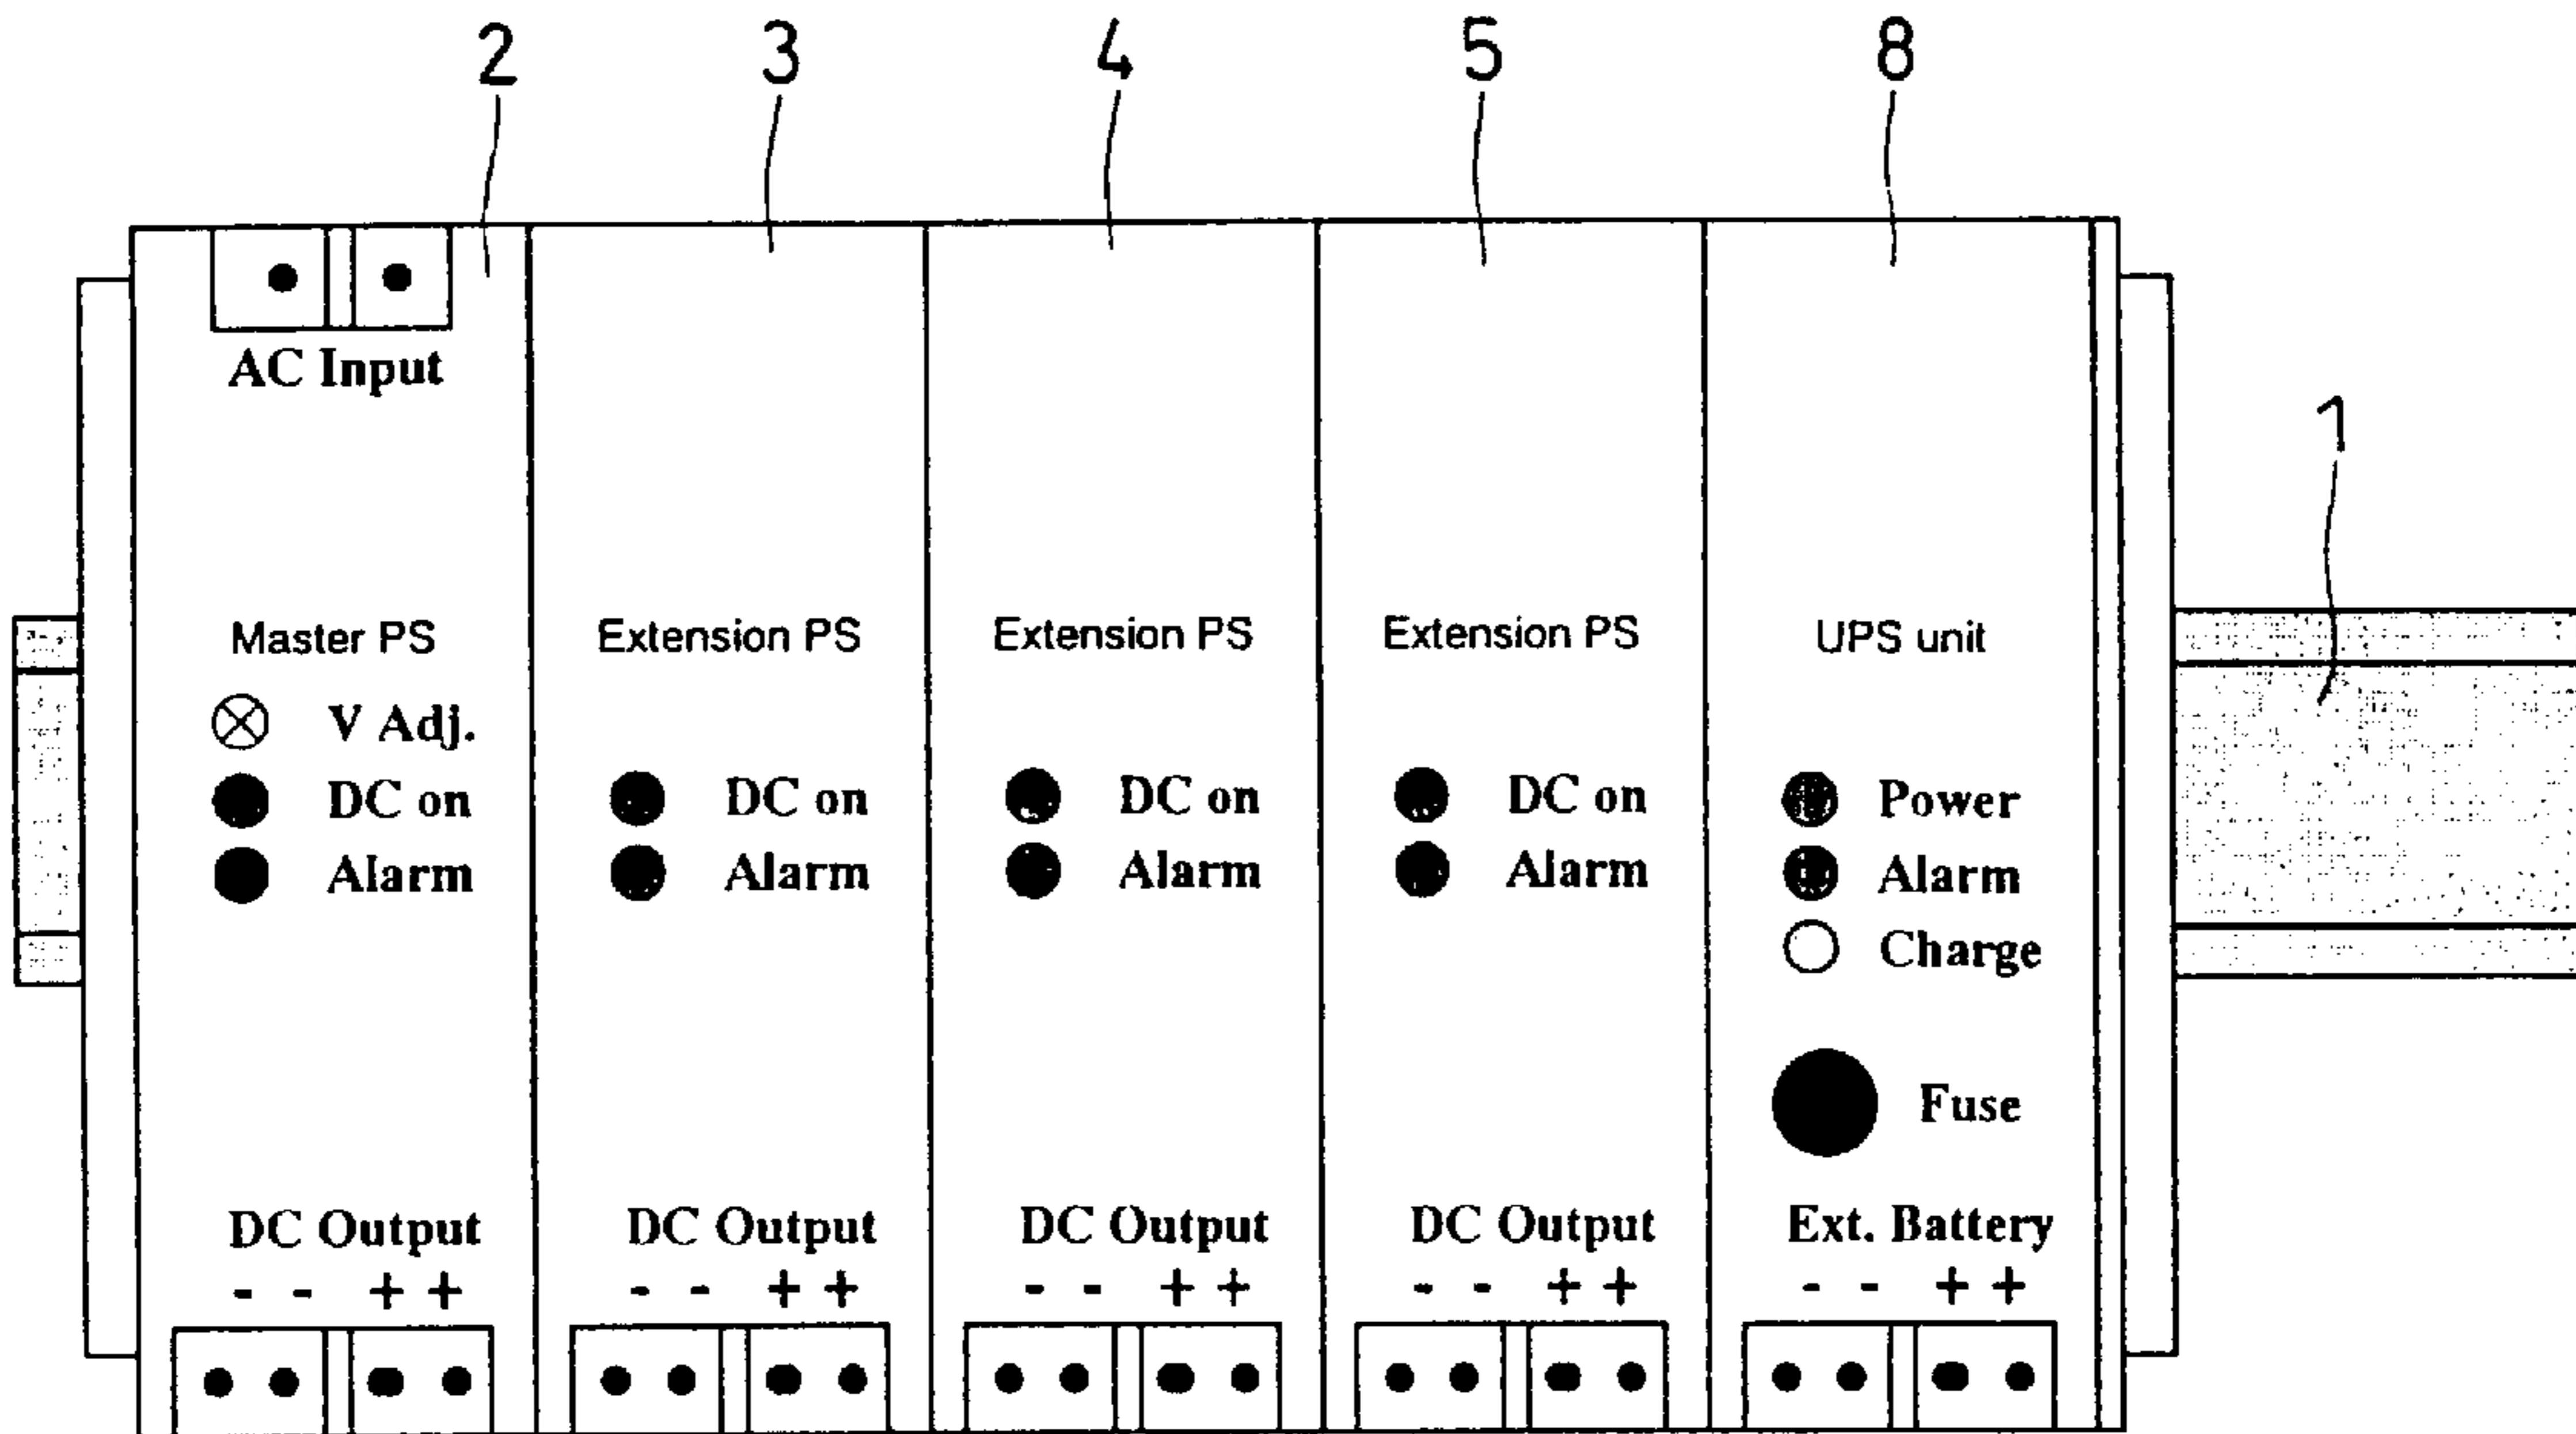 2 3 4 5 8
AC Input
1
Master PS Extension PS Extension PS Extension PS UPS unit
V Adj.
DC on DC on DC on DC on Power
Alarm Alarm Alarm Alarm Alarm
Charge
Fuse
DC Output DC Output DC Output DC Output Ext. Battery
- - + + - - + + - - + + - - + + - - + +